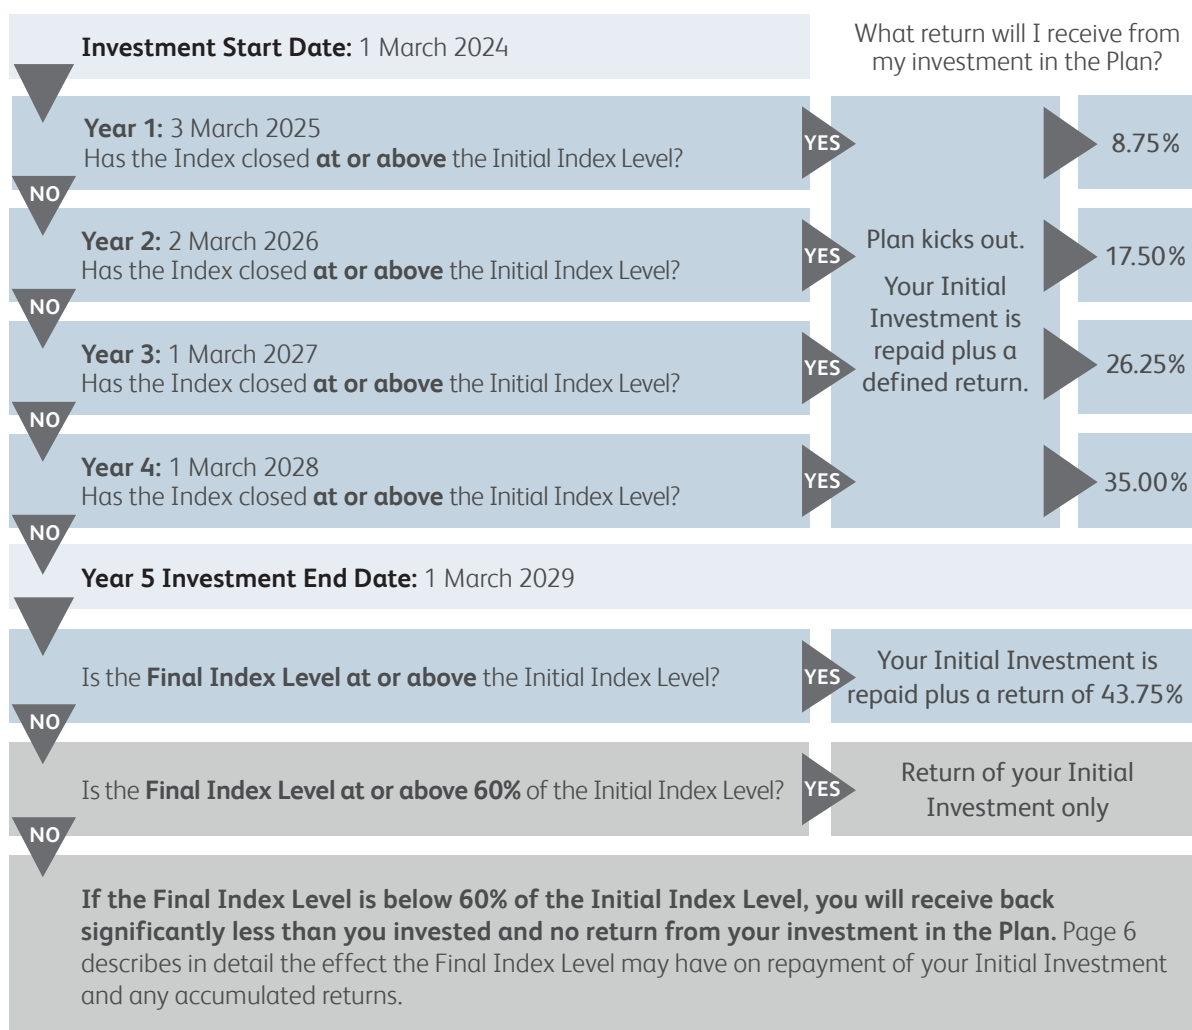 Investment Start Date: 1 March 2024
What return will I receive from
my investment in the Plan?
Year 1: 3 March 2025
Has the Index closed at or above the Initial Index Level?
YES
8.75%
NO
Year 2: 2 March 2026
Has the Index closed at or above the Initial Index Level?
YES
17.50%
NO
Year 3: 1 March 2027
Has the Index closed at or above the Initial Index Level?
YES
26.25%
NO
Year 4: 1 March 2028
Has the Index closed at or above the Initial Index Level?
YES
35.00%
Plan kicks out.
Your Initial
Investment is
repaid plus a
defined return.
NO
Year 5 Investment End Date: 1 March 2029
Is the Final Index Level at or above the Initial Index Level?
YES
Your Initial Investment is
repaid plus a return of 43.75%
NO
Is the Final Index Level at or above 60% of the Initial Index Level?
YES
Return of your Initial
Investment only
NO
If the Final Index Level is below 60% of the Initial Index Level, you will receive back
significantly less than you invested and no return from your investment in the Plan. Page 6
describes in detail the effect the Final Index Level may have on repayment of your Initial Investment
and any accumulated returns.